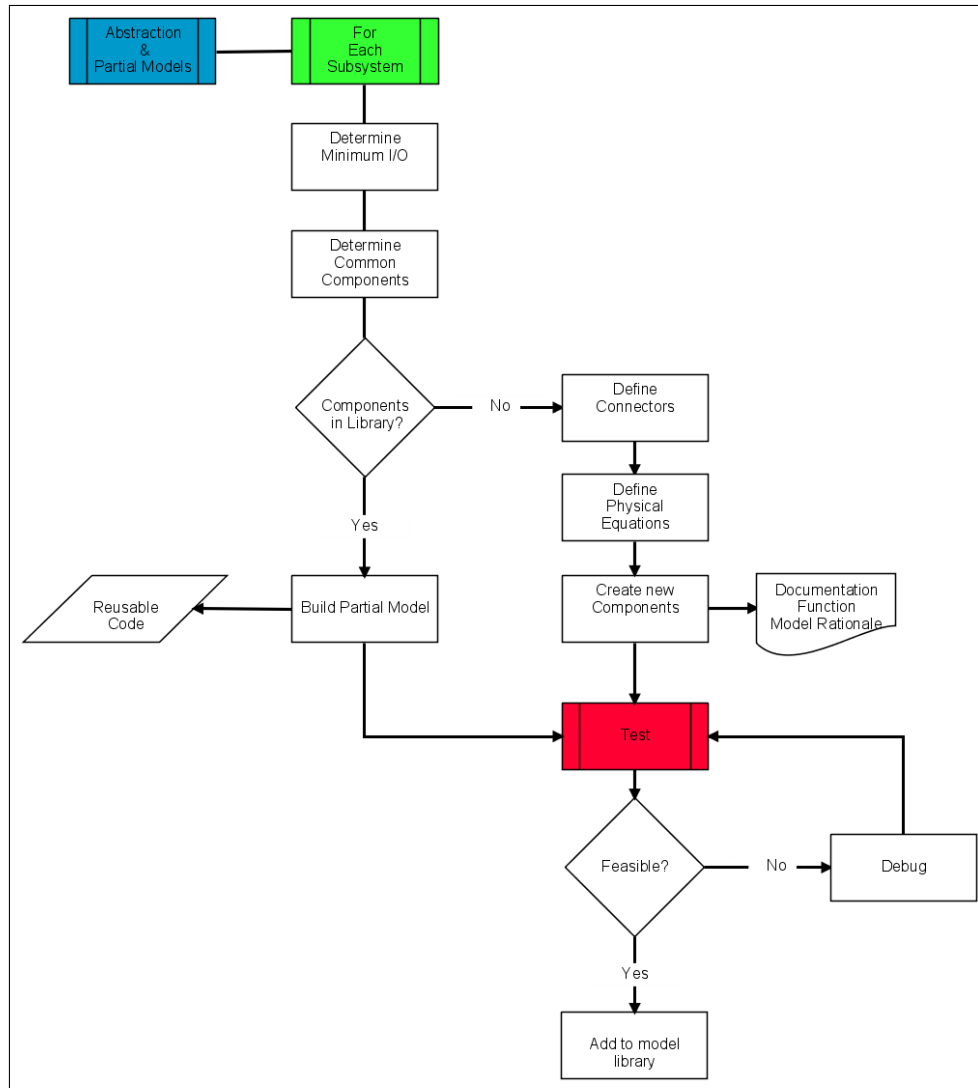 Abstraction
&
Partial Models
For
Each
Subsystem
Determine
Minimum I/O
Determine
Common
Components
Components
in Library?
No
Define
Connectors
Define
Physical
Equations
Yes
Build Partial Model
Reusable
Code
Create new
Components
Documentation
Function
Model Rationale
Test
Feasible?
No
Debug
Yes
Add to model
library